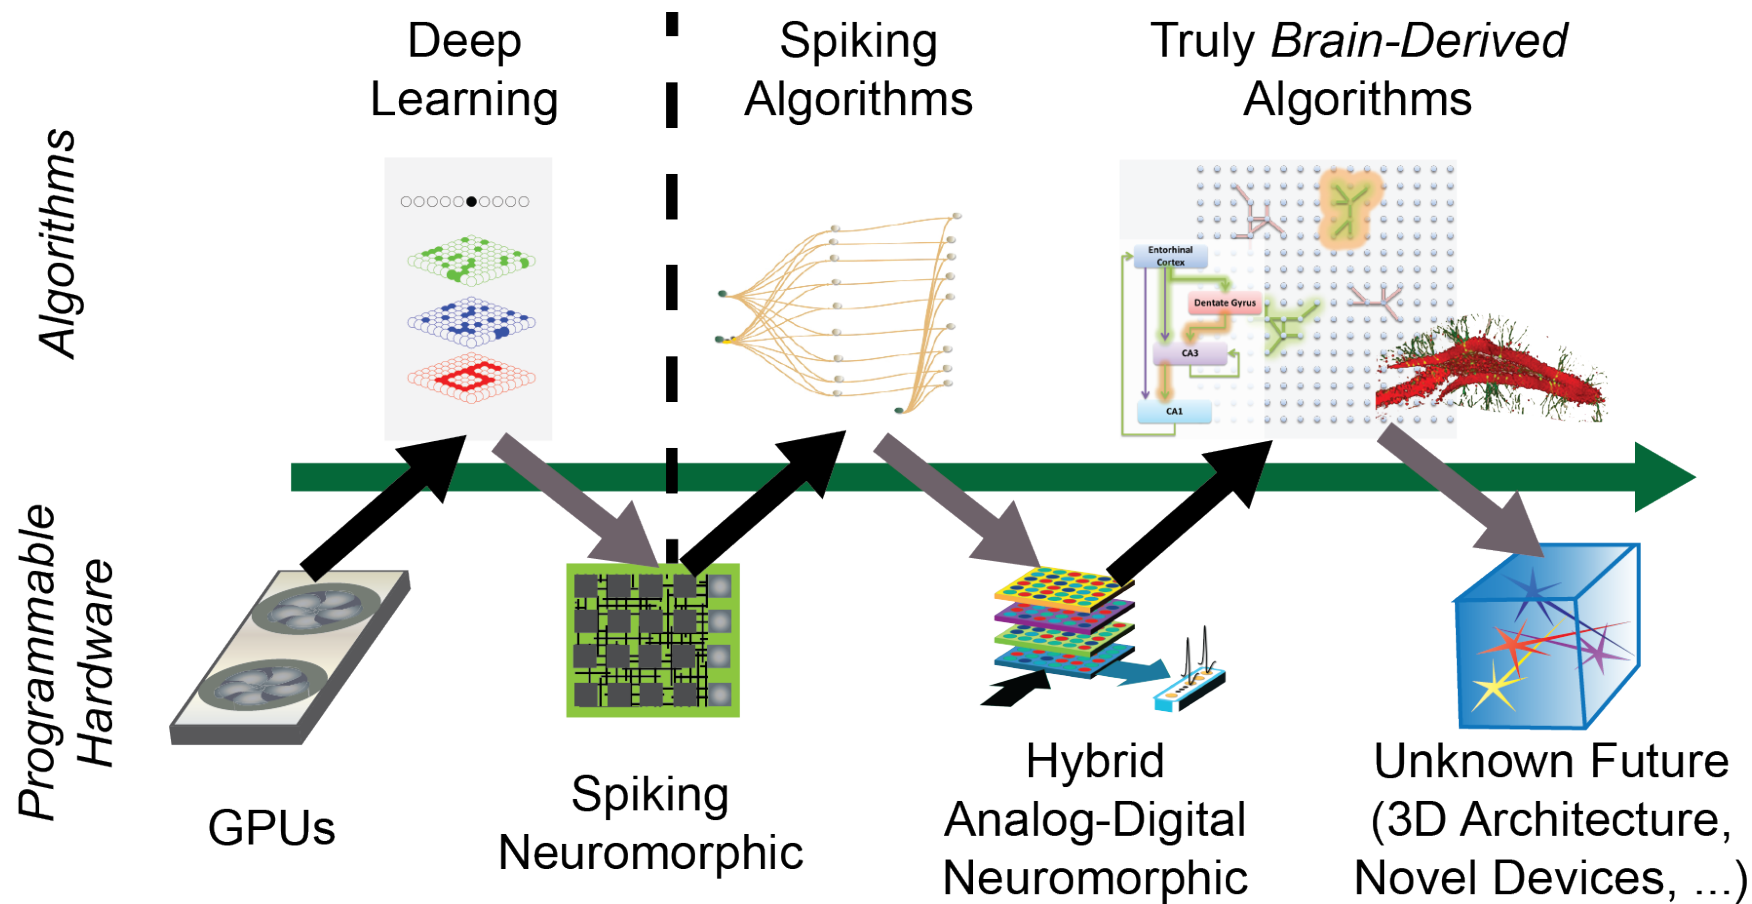 Deep
Learning
Spiking
Algorithms
Truly Brain-Derived
Algorithms
Algorithms
Entorhinal
Cortex
Dentate Gyrus
CA3
CA1
Programmable
Hardware
GPUs
Spiking
Neuromorphic
Hybrid
Analog-Digital
Neuromorphic
Unknown Future
(3D Architecture,
Novel Devices, ...)